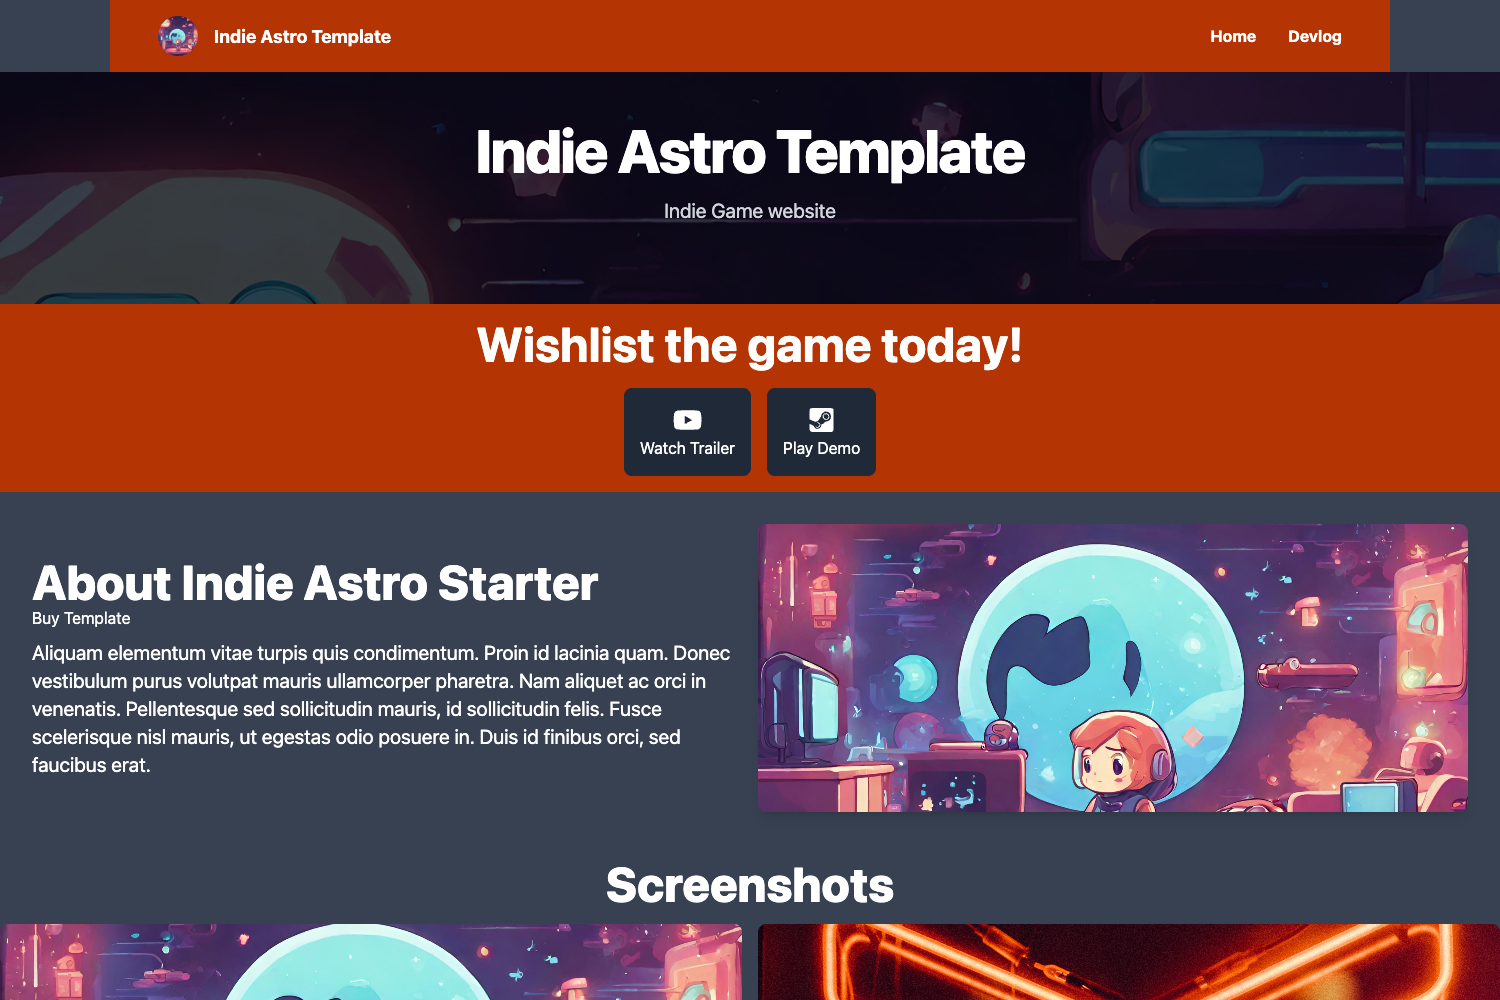 Indie Astro Template
Home
Devlog
Indie Astro Template
Indie Game website
Wishlist the game today!
Watch Trailer
Play Demo
About Indie Astro Starter
Buy Template
Aliquam elementum vitae turpis quis condimentum. Proin id lacinia quam. Donec
vestibulum purus volutpat mauris ullamcorper pharetra. Nam aliquet ac orci in
venenatis. Pellentesque sed sollicitudin mauris, id sollicitudin felis. Fusce
scelerisque nisl mauris, ut egestas odio posuere in. Duis id finibus orci, sed
faucibus erat.
Screenshots